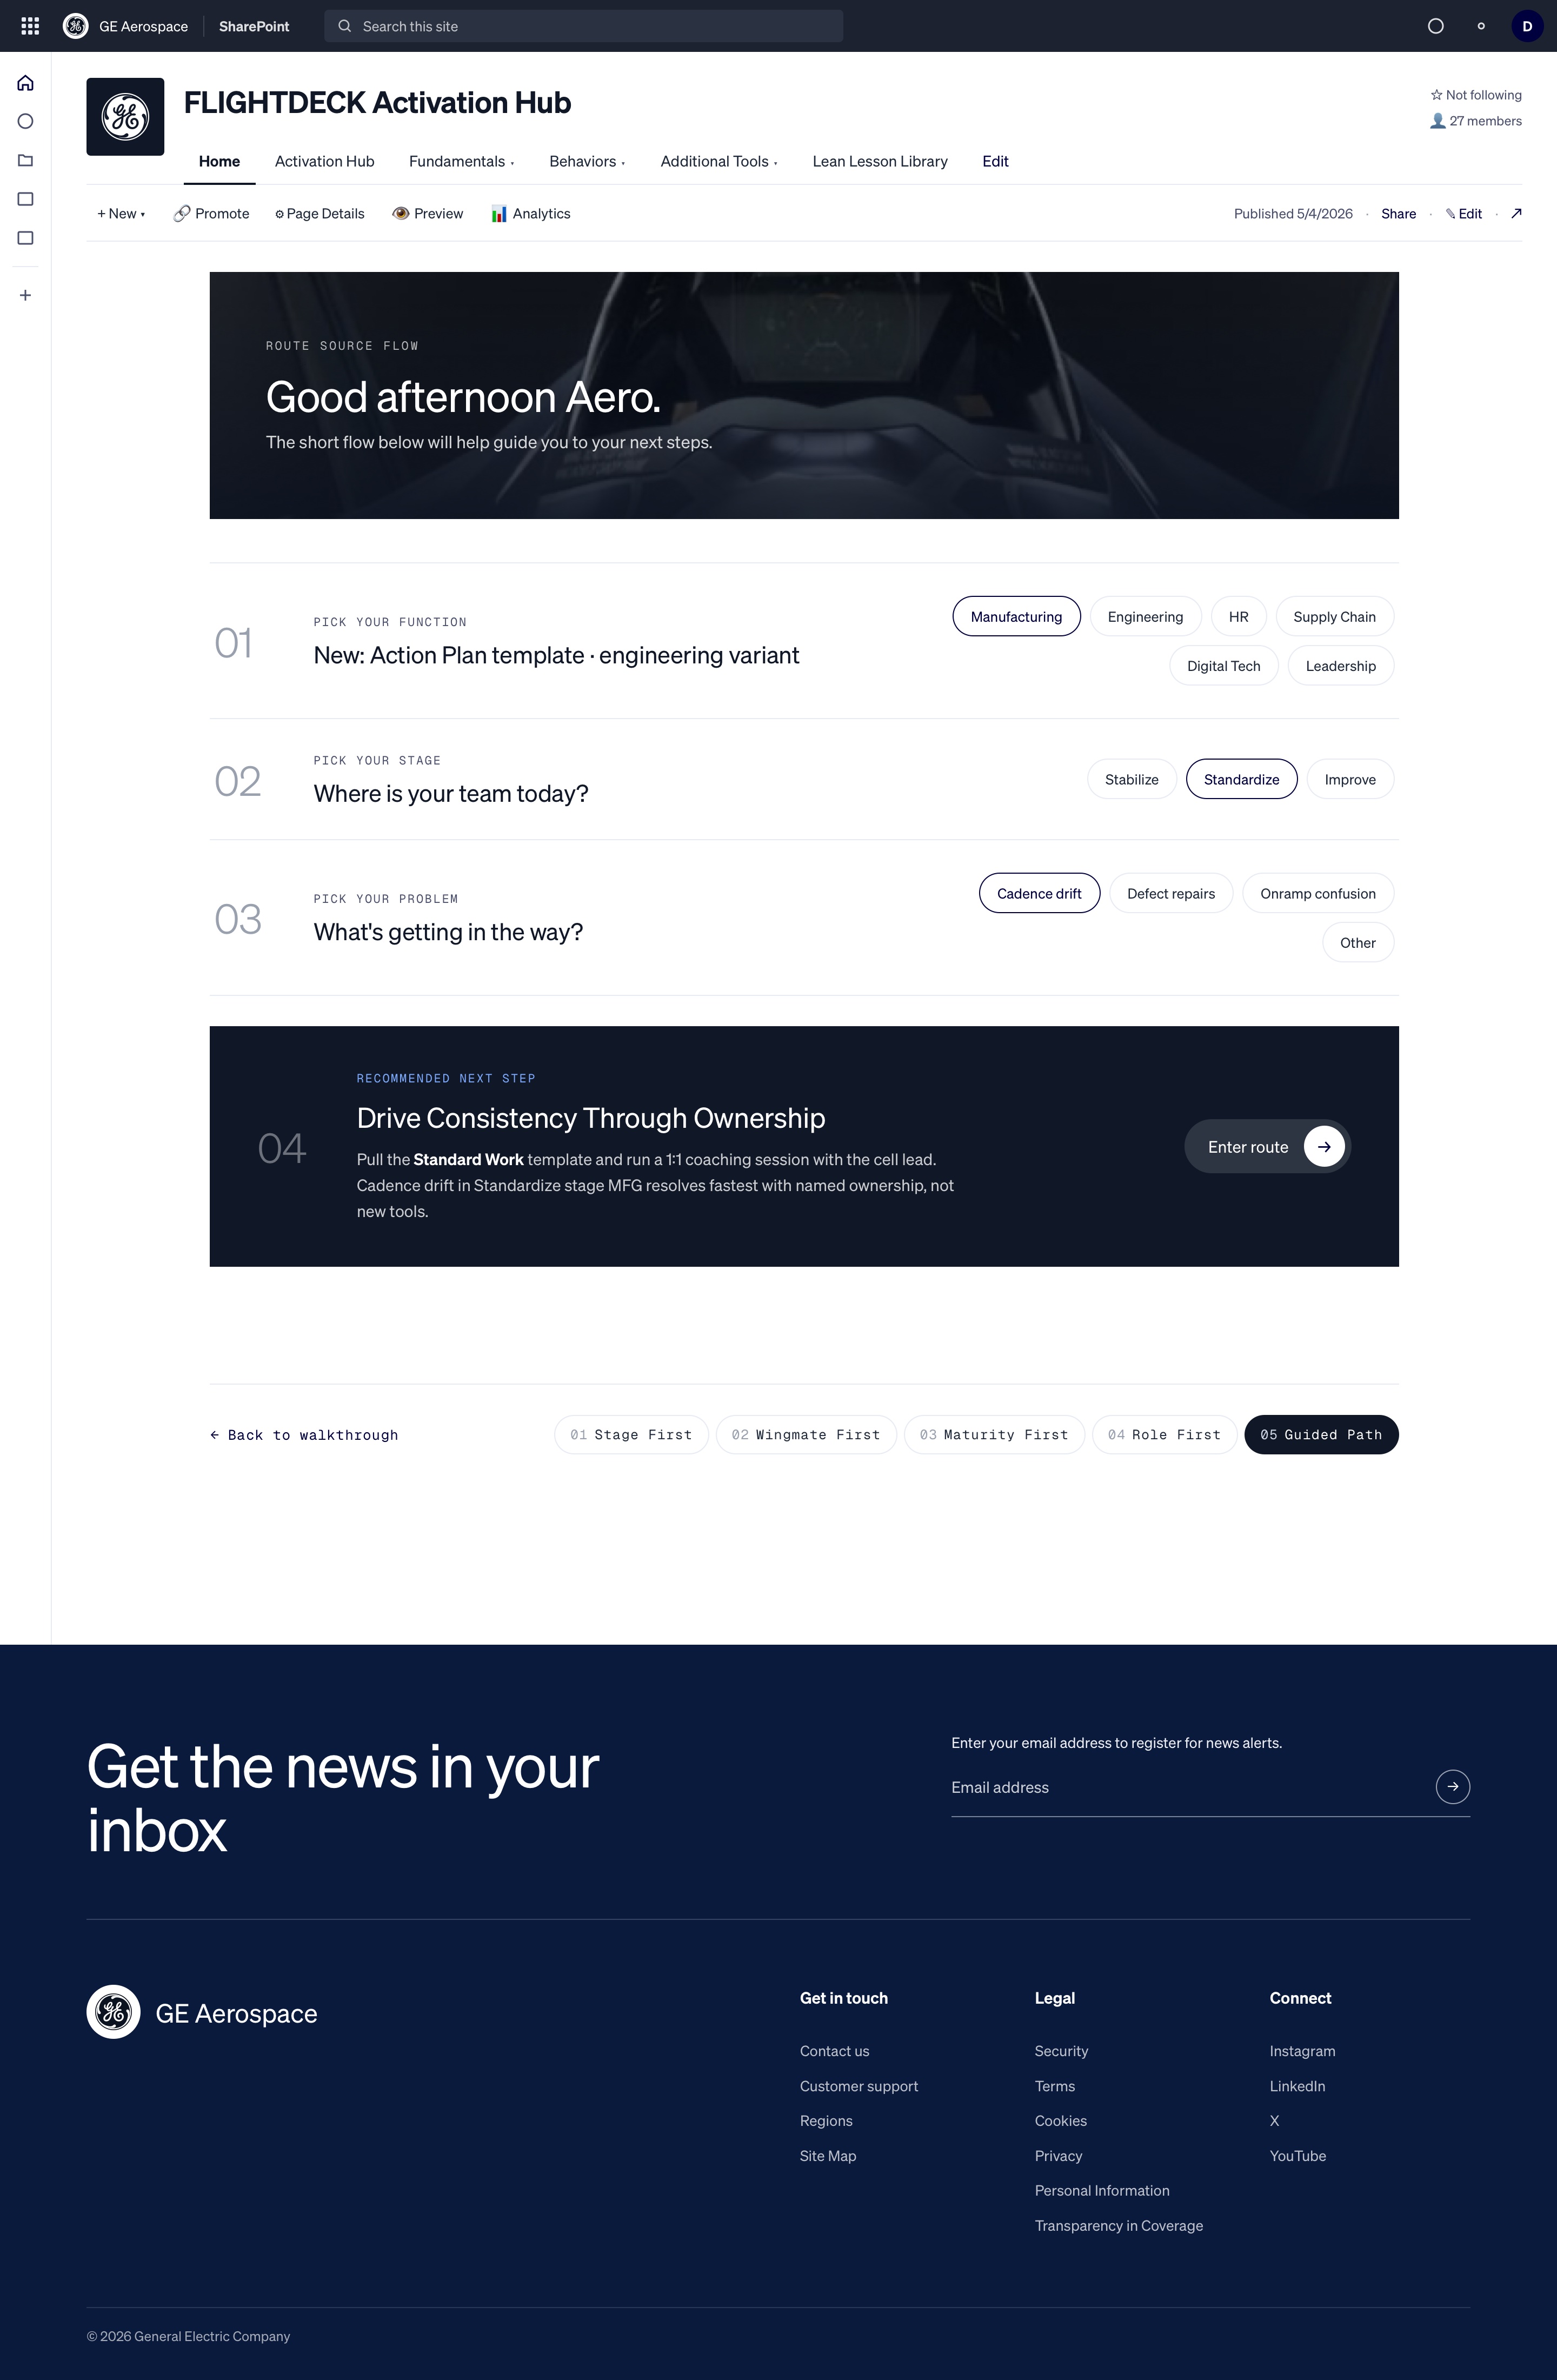 GE Aerospace
SharePoint
Search this site
D
FLIGHTDECK Activation Hub
☆ Not following
27 members
Home
Activation Hub
Fundamentals
Behaviors
Additional Tools
Lean Lesson Library
Edit
+ New
Promote
Page Details
Preview
Analytics
Published 5/4/2026 · Share · ✎ Edit · ↗
ROUTE SOURCE FLOW
Good afternoon Aero.
The short flow below will help guide you to your next steps.
01
PICK YOUR FUNCTION
New: Action Plan template · engineering variant
Manufacturing
Engineering
HR
Supply Chain
Digital Tech
Leadership
02
PICK YOUR STAGE
Where is your team today?
Stabilize
Standardize
Improve
03
PICK YOUR PROBLEM
What's getting in the way?
Cadence drift
Defect repairs
Onramp confusion
Other
04
RECOMMENDED NEXT STEP
Drive Consistency Through Ownership
Pull the Standard Work template and run a 1:1 coaching session with the cell lead.
Cadence drift in Standardize stage MFG resolves fastest with named ownership, not
new tools.
Enter route →
← Back to walkthrough
01 Stage First
02 Wingmate First
03 Maturity First
04 Role First
05 Guided Path
Get the news in your
inbox
Enter your email address to register for news alerts.
Email address
GE Aerospace
Get in touch
Contact us
Customer support
Regions
Site Map
Legal
Security
Terms
Cookies
Privacy
Personal Information
Transparency in Coverage
Connect
Instagram
LinkedIn
X
YouTube
© 2026 General Electric Company